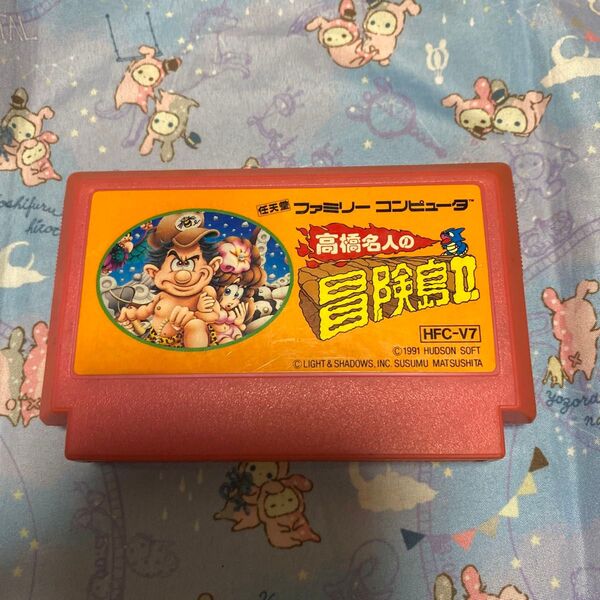 任天堂 ファミリー コンピュータ™
高橋名人の
冒険島II
HFC-V7
©1991 HUDSON SOFT
©LIGHT & SHADOWS, INC. SUSUMU MATSUSHITA